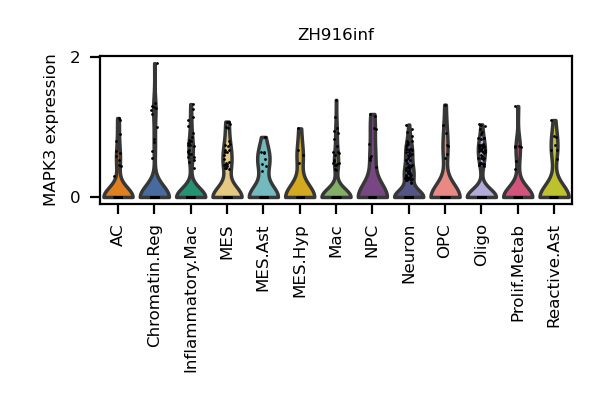 ZH916inf
MAPK3 expression
2
0
AC
Chromatin.Reg
Inflammatory.Mac
MES
MES.Ast
MES.Hyp
Mac
NPC
Neuron
OPC
Oligo
Prolif.Metab
Reactive.Ast